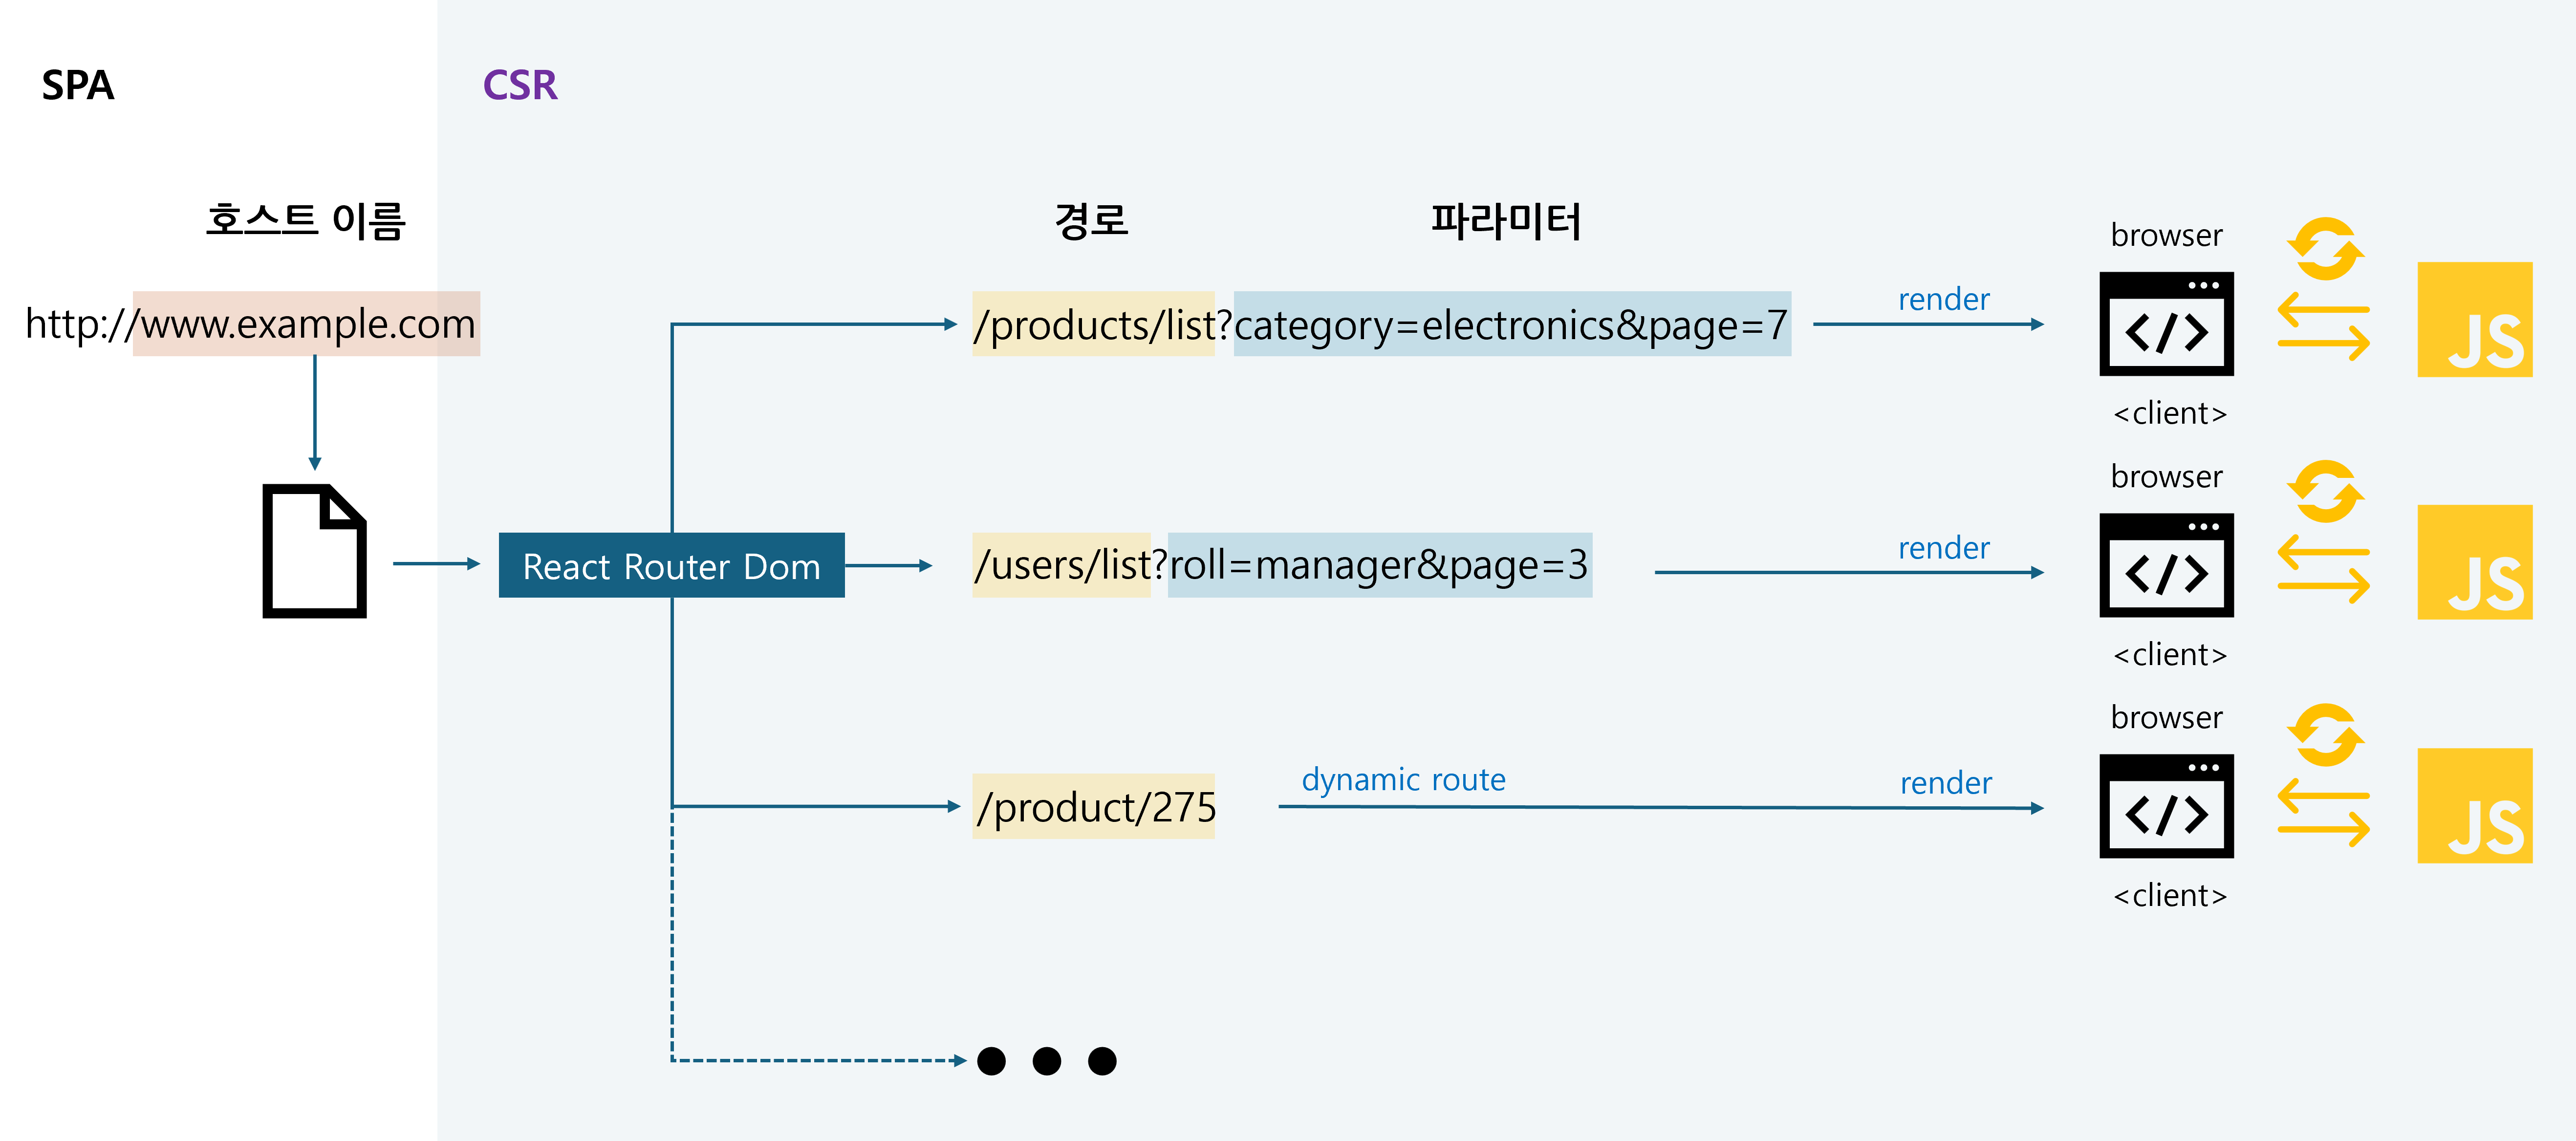 SPA
CSR
호스트 이름
경로
파라미터
http://www.example.com
/products/list?category=electronics&page=7
render
browser
<client>
JS
React Router Dom
/users/list?roll=manager&page=3
render
browser
<client>
JS
/product/275
dynamic route
render
browser
<client>
JS